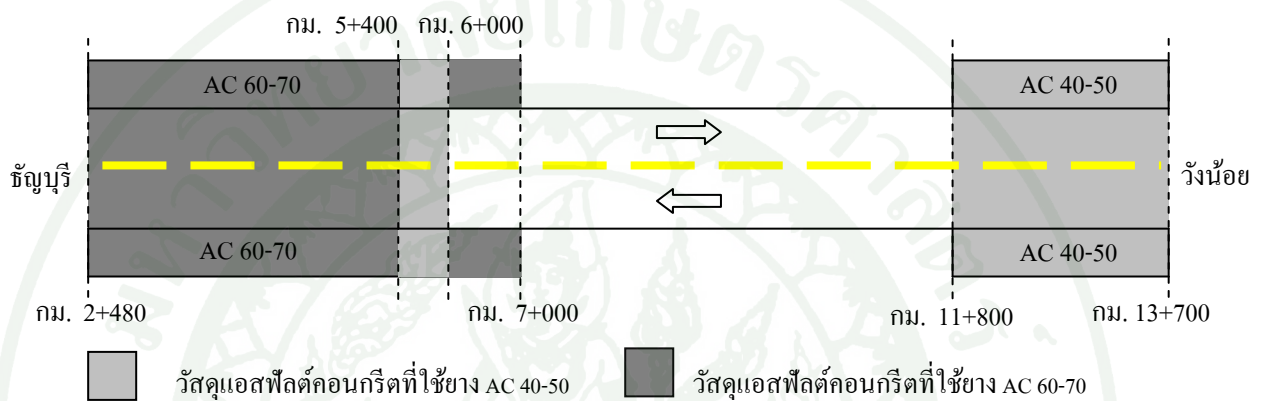 กม. 5+400 กม. 6+000
AC 60-70
AC 40-50
ธัญบุรี
วังน้อย
AC 60-70
AC 40-50
กม. 2+480
กม. 7+000
กม. 11+800
กม. 13+700
วัสดุแอสฟัลต์คอนกรีตที่ใช้ยาง AC 40-50
วัสดุแอสฟัลต์คอนกรีตที่ใช้ยาง AC 60-70